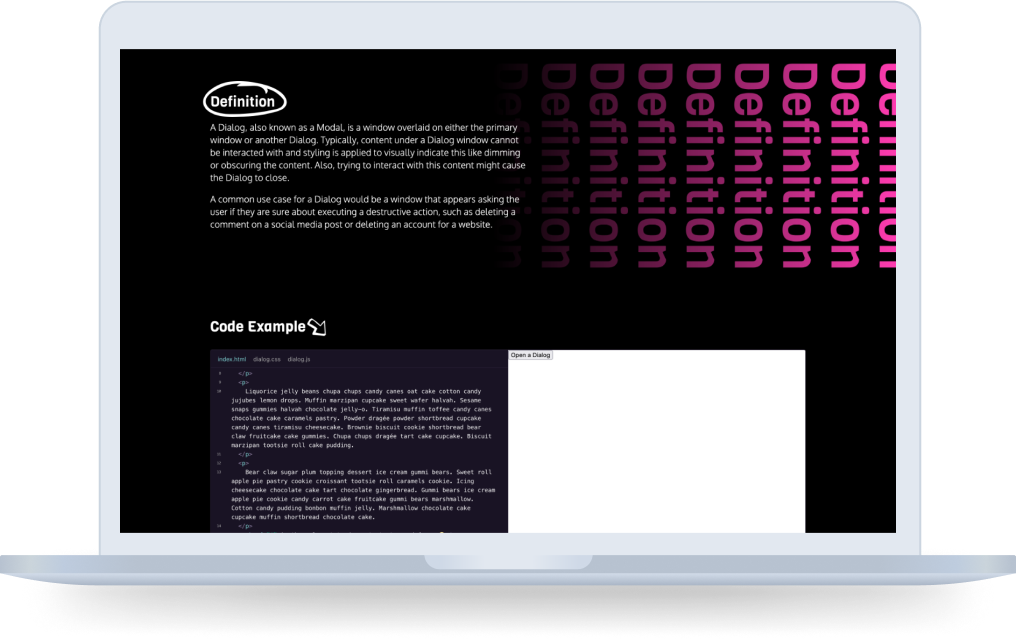 Definition
A Dialog, also known as a Modal, is a window overlaid on either the primary
window or another Dialog. Typically, content under a Dialog window cannot
be interacted with and styling is applied to visually indicate this like dimming
or obscuring the content. Also, trying to interact with this content might cause
the Dialog to close.
A common use case for a Dialog would be a window that appears asking the
user if they are sure about executing a destructive action, such as deleting a
comment on a social media post or deleting an account for a website.
Definition
Definition
Definition
Definition
Definition
Definition
Definition
Definition
Definition
Code Example
index.html dialog.css dialog.js
Open a Dialog
8 </p>
9 <p>
10 Liquorice jelly beans chupa chups candy canes oat cake cotton candy
jujubes lemon drops. Muffin marzipan cupcake sweet wafer halvah. Sesame
snaps gummies halvah chocolate jelly-o. Tiramisu muffin toffee candy canes
chocolate cake caramels pastry. Powder dragée powder shortbread cupcake
candy canes tiramisu cheesecake. Brownie biscuit cookie shortbread bear
claw fruitcake cake gummies. Chupa chups dragée tart cake cupcake. Biscuit
marzipan tootsie roll cake pudding.
11 </p>
12 <p>
13 Bear claw sugar plum topping dessert ice cream gummi bears. Sweet roll
apple pie pastry cookie croissant tootsie roll caramels cookie. Icing
cheesecake chocolate cake tart chocolate gingerbread. Gummi bears ice cream
apple pie cookie candy carrot cake fruitcake gummi bears marshmallow.
Cotton candy pudding bonbon muffin jelly. Marshmallow chocolate cake
cupcake muffin shortbread chocolate cake.
14 </p>